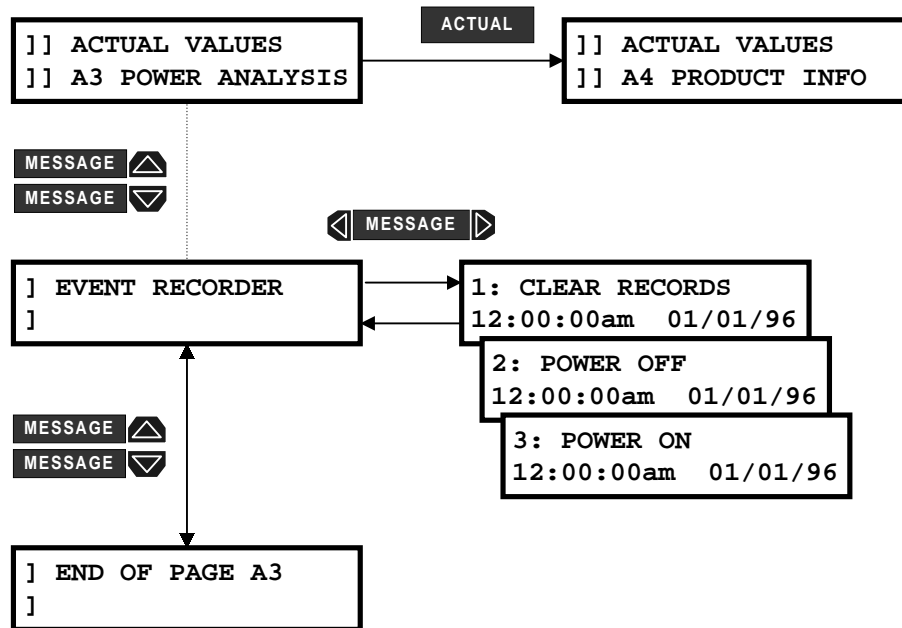 ACTUAL
]] ACTUAL VALUES
]] A3 POWER ANALYSIS
]] ACTUAL VALUES
]] A4 PRODUCT INFO
MESSAGE
MESSAGE
MESSAGE
] EVENT RECORDER
]
1: CLEAR RECORDS
12:00:00am 01/01/96
2: POWER OFF
12:00:00am 01/01/96
3: POWER ON
12:00:00am 01/01/96
MESSAGE
MESSAGE
] END OF PAGE A3
]